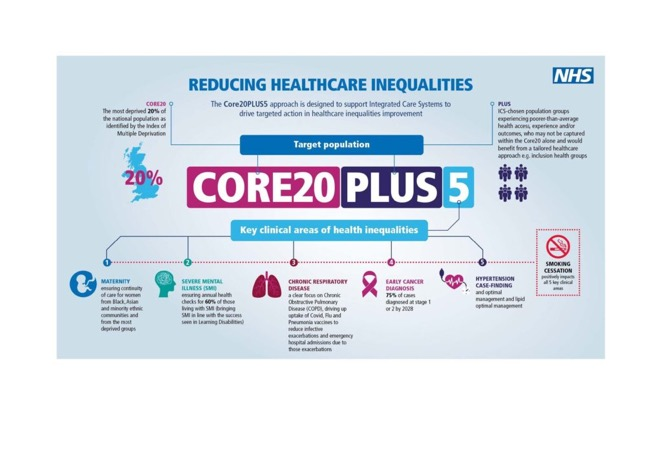 REDUCING HEALTHCARE INEQUALITIES
NHS
CORE20
The most deprived 20% of
the national population as
identified by the Index of
Multiple Deprivation
The Core20PLUS5 approach is designed to support Integrated Care Systems to
drive targeted action in healthcare inequalities improvement
PLUS
ICS-chosen population groups
experiencing poorer-than-average
health access, experience and/or
outcomes, who may not be captured
within the Core20 alone and would
benefit from a tailored healthcare
approach e.g. inclusion health groups
Target population
20%
CORE20 PLUS 5
Key clinical areas of health inequalities
1
MATERNITY
ensuring continuity
of care for women
from Black, Asian
and minority ethnic
communities and
from the most
deprived groups
2
SEVERE MENTAL
ILLNESS (SMI)
ensuring annual health
checks for 60% of those
living with SMI (bringing
SMI in line with the success
seen in Learning Disabilities)
3
CHRONIC RESPIRATORY
DISEASE
a clear focus on Chronic
Obstructive Pulmonary
Disease (COPD), driving up
uptake of Covid, Flu and
Pneumonia vaccines to
reduce infective
exacerbations and emergency
hospital admissions due to
those exacerbations
4
EARLY CANCER
DIAGNOSIS
75% of cases
diagnosed at stage 1
or 2 by 2028
5
HYPERTENSION
CASE-FINDING
and optimal
management and lipid
optimal management
SMOKING
CESSATION
positively impacts
all 5 key clinical
areas